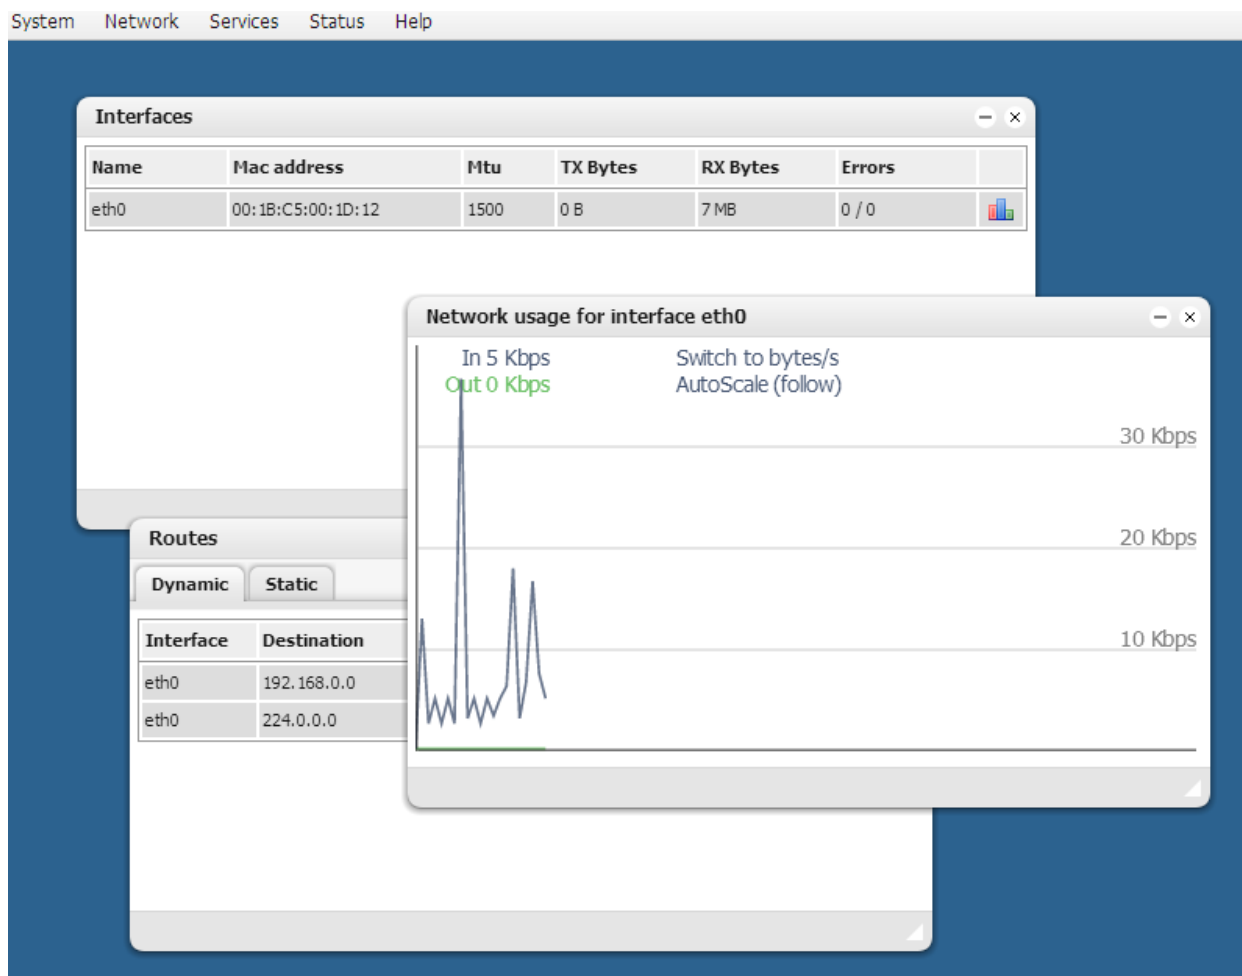 System Network Services Status Help
Interfaces
Name Mac address Mtu TX Bytes RX Bytes Errors
eth0 00:1B:C5:00:1D:12 1500 0 B 7 MB 0 / 0
Network usage for interface eth0
In 5 Kbps Switch to bytes/s
Out 0 Kbps AutoScale (follow)
30 Kbps
20 Kbps
10 Kbps
Routes
Dynamic Static
Interface Destination
eth0 192.168.0.0
eth0 224.0.0.0